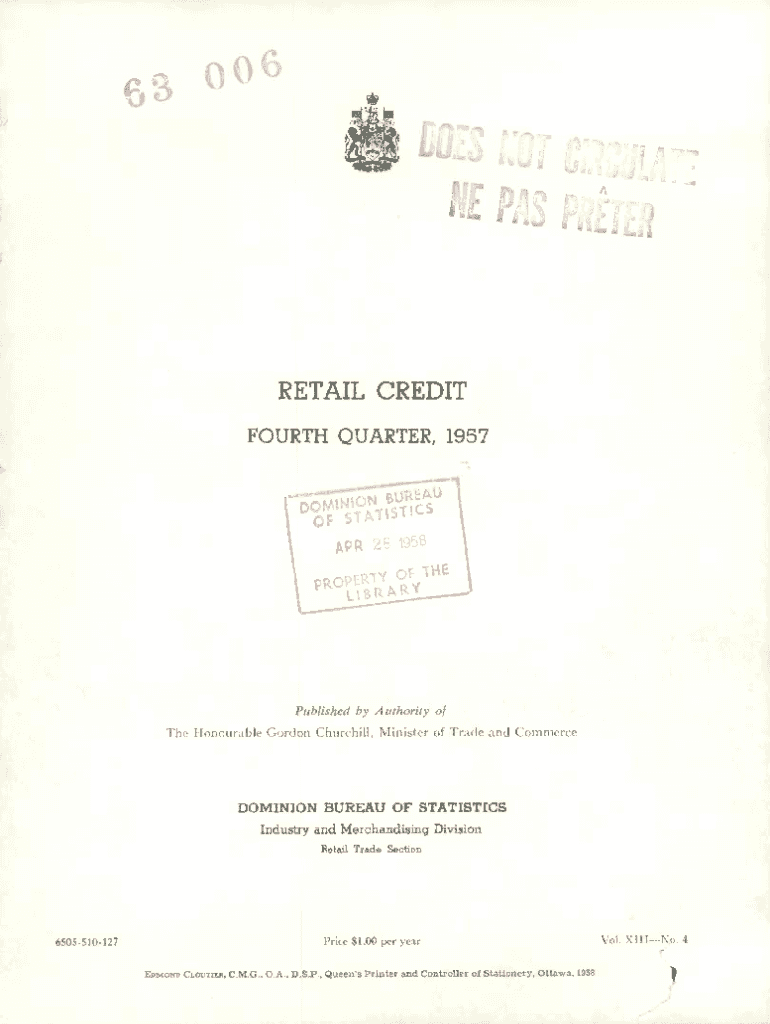 63 006
DOES NOT CIRCULATE
NE PAS PRÊTER
RETAIL CREDIT
FOURTH QUARTER, 1957
DOMINION BUREAU
OF STATISTICS
APR 25 1958
PROPERTY OF THE
LIBRARY
Published by Authority of
The Honourable Gordon Churchill, Minister of Trade and Commerce
DOMINION BUREAU OF STATISTICS
Industry and Merchandising Division
Retail Trade Section
6505-510-127
Price $1.00 per year
Vol. XIII—No. 4
EDMOND CLOUTIER, C.M.G., O.A., D.S.P., Queen's Printer and Controller of Stationery, Ottawa, 1958